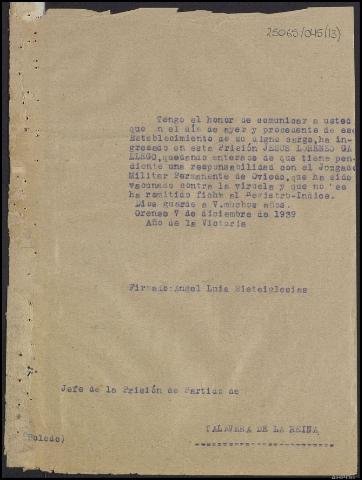 25065/045(13)
Tengo el honor de comunicar a usted
que en el día de ayer y procedente de ese
Establecimiento de su digno cargo, ha in-
gresado en esta Prisión JESUS LORENZO GA
LLEGO, quedando enterado de que tiene pen-
diente una responsabilidad con el Juzgado
Militar Permanente de Oviedo, que ha sido
vacunado contra la viruela y que no se
ha remitido ficha al Registro-Indice.
Dios guarde a V. muchos años.
Orense 7 de diciembre de 1939
Año de la Victoria
Firmado: Angel Luis Sieteiglesias
Jefe de la Prisión de Partido de
TALAVERA DE LA REINA
(Toledo)